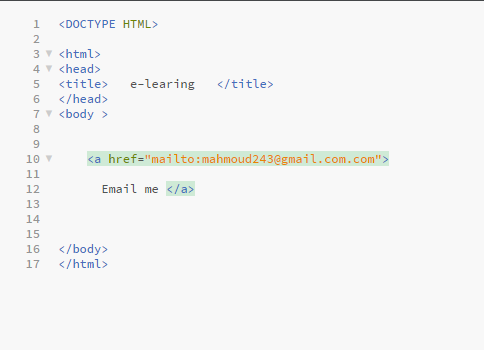 1 <DOCTYPE HTML>
2
3 <html>
4 <head>
5 <title> e-learing </title>
6 </head>
7 <body >
8
9
10 <a href="mailto:mahmoud243@gmail.com.com">
11
12 Email me </a>
13
14
15
16 </body>
17 </html>